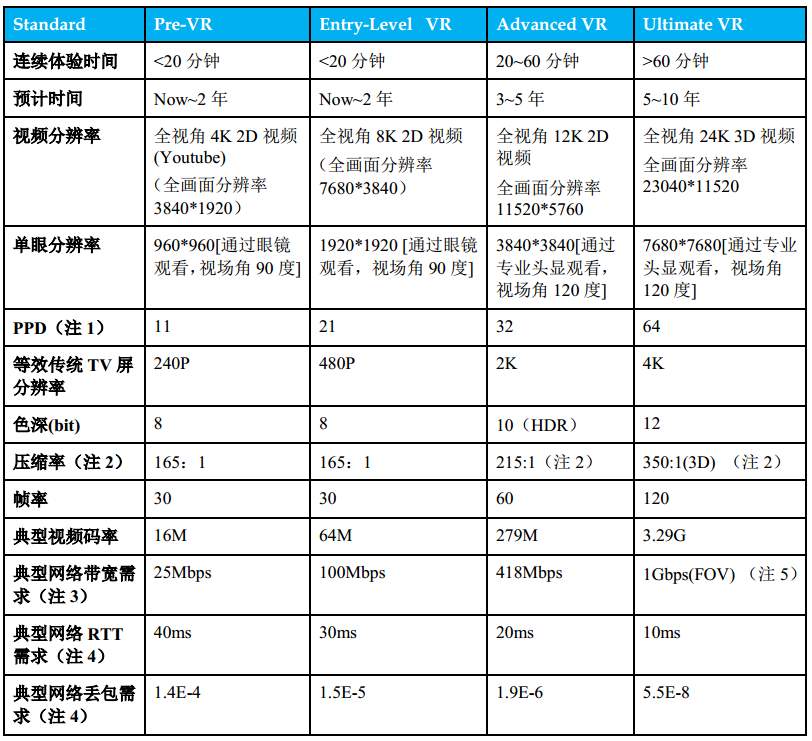 Standard Pre-VR Entry-Level VR Advanced VR Ultimate VR
连续体验时间 <20 分钟 <20 分钟 20~60 分钟 >60 分钟
预计时间 Now~2 年 Now~2 年 3~5 年 5~10 年
视频分辨率
全视角 4K 2D 视频
(Youtube)
（全画面分辨率
3840*1920）
全视角 8K 2D 视频
（全画面分辨率
7680*3840）
全视角 12K 2D
视频
全画面分辨率
11520*5760
全视角 24K 3D 视频
全画面分辨率
23040*11520
单眼分辨率
960*960[通过眼镜
观看，视场角 90 度]
1920*1920 [通过眼镜
观看，视场角 90 度]
3840*3840[通过
专业头显观看，
视场角 120 度]
7680*7680[通过专业
头显观看，视场角
120 度]
PPD（注 1） 11 21 32 64
等效传统 TV 屏
分辨率
240P 480P 2K 4K
色深(bit) 8 8 10（HDR） 12
压缩率（注 2） 165：1 165：1 215:1（注 2） 350:1(3D) （注 2）
帧率 30 30 60 120
典型视频码率 16M 64M 279M 3.29G
典型网络带宽需
求（注 3）
25Mbps 100Mbps 418Mbps 1Gbps(FOV) （注 5）
典型网络 RTT
需求（注 4）
40ms 30ms 20ms 10ms
典型网络丢包需
求（注 4）
1.4E-4 1.5E-5 1.9E-6 5.5E-8